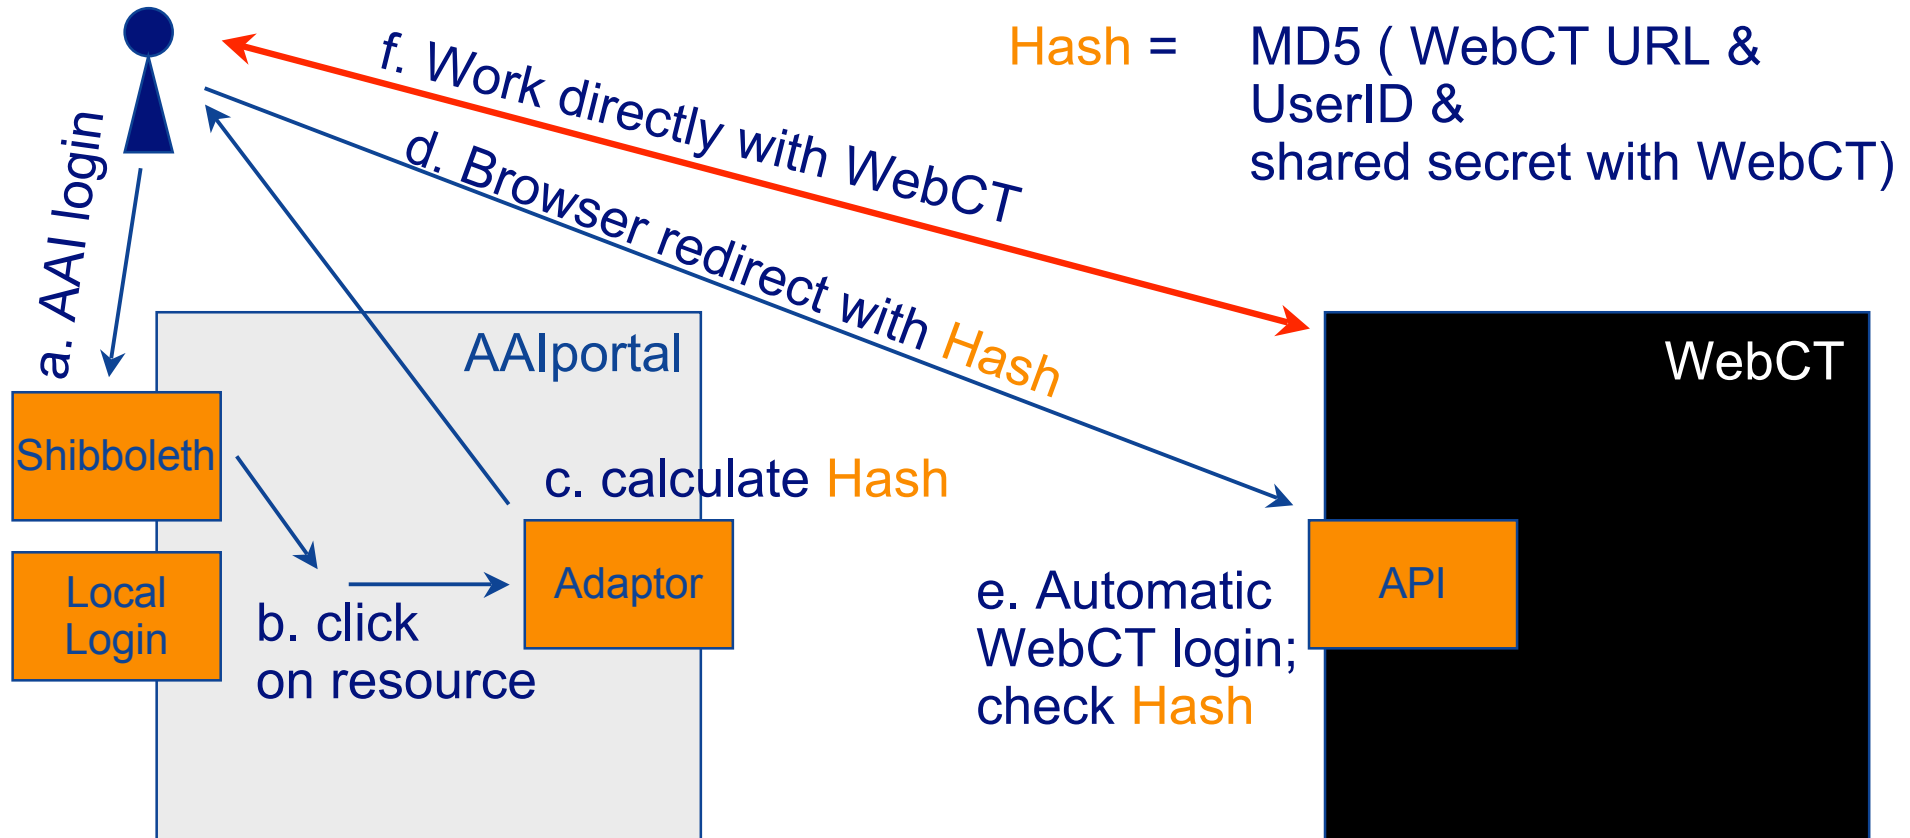 Hash = MD5 ( WebCT URL &
UserID &
shared secret with WebCT)
f. Work directly with WebCT
d. Browser redirect with Hash
a. AAI login
AAIportal
WebCT
Shibboleth
c. calculate Hash
Local
Login
Adaptor
API
b. click
on resource
e. Automatic
WebCT login;
check Hash